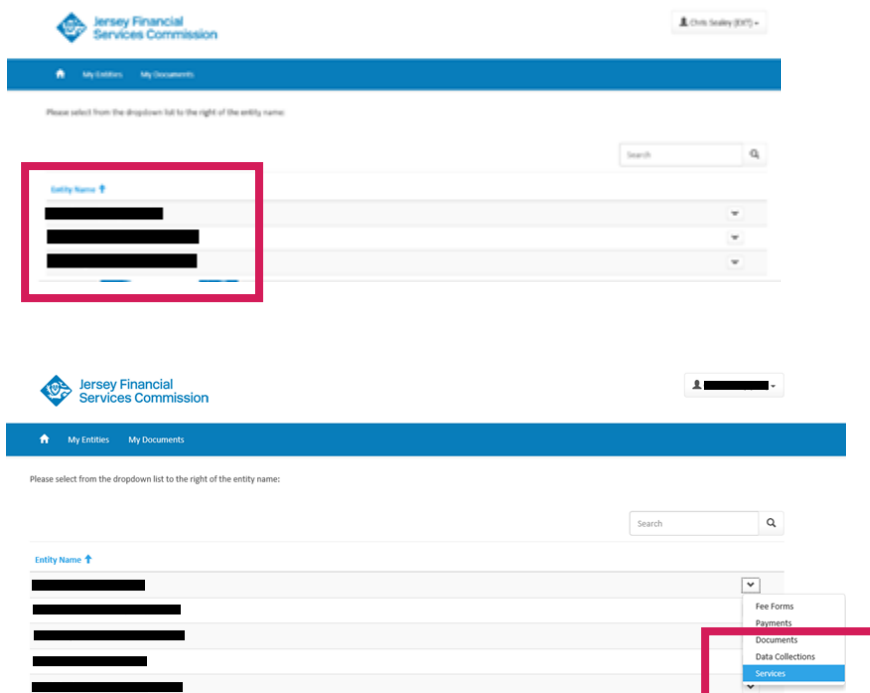 Jersey Financial
Services Commission
Chris Sealey (EXT)
My Entities My Documents
Please select from the dropdown list to the right of the entity name:
Search
Entity Name
Jersey Financial
Services Commission
My Entities My Documents
Please select from the dropdown list to the right of the entity name:
Search
Entity Name
Fee Forms
Payments
Documents
Data Collections
Services